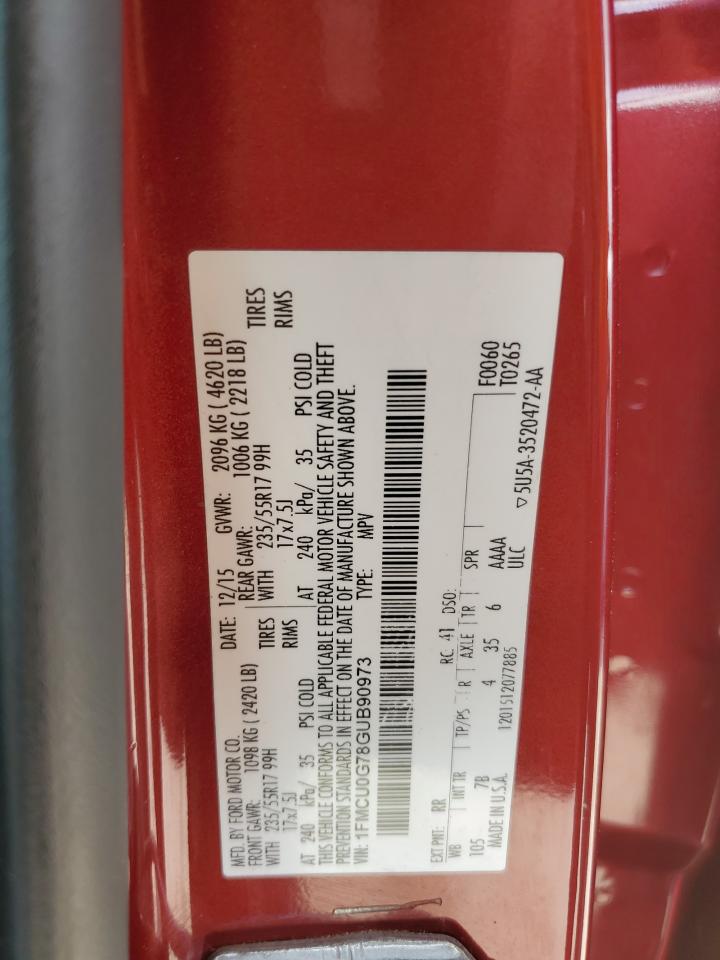 MFD. BY FORD MOTOR CO. DATE: 12/15 GVWR: 2096 KG ( 4620 LB)
FRONT GAWR: 1098 KG ( 2420 LB) REAR GAWR: 1006 KG ( 2218 LB)
WITH 235/55R17 99H TIRES WITH 235/55R17 99H TIRES
17x7.5J RIMS 17x7.5J RIMS
AT 240 kPa/ 35 PSI COLD AT 240 kPa/ 35 PSI COLD
THIS VEHICLE CONFORMS TO ALL APPLICABLE FEDERAL MOTOR VEHICLE SAFETY AND THEFT
PREVENTION STANDARDS IN EFFECT ON THE DATE OF MANUFACTURE SHOWN ABOVE.
VIN: 1FMCU0G78GUB90973 TYPE: MPV
EXT PNT: RR RC: 41 DSO: F0060
WB INT TR TP/PS R AXLE TR SPR T0265
105 7B 4 35 6 AAAA
MADE IN U.S.A. 1201512077885 ULC ▽5U5A-3520472-AA